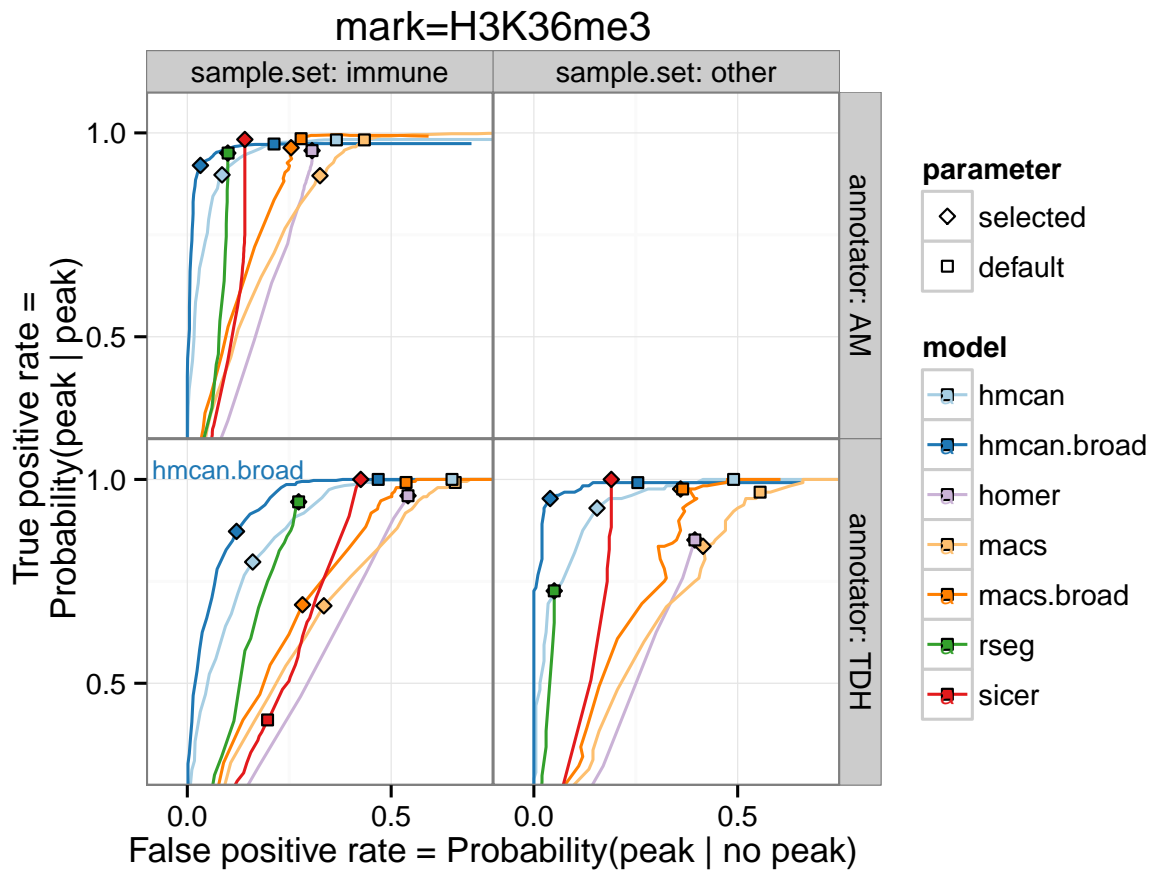 mark=H3K36me3
sample.set: immune
sample.set: other
annotator: AM
annotator: TDH
True positive rate =
Probability(peak | peak)
1.0
0.5
1.0
0.5
hmcan.broad
0.0
0.5
0.0
0.5
False positive rate = Probability(peak | no peak)
parameter
selected
default
model
hmcan
hmcan.broad
homer
macs
macs.broad
rseg
sicer